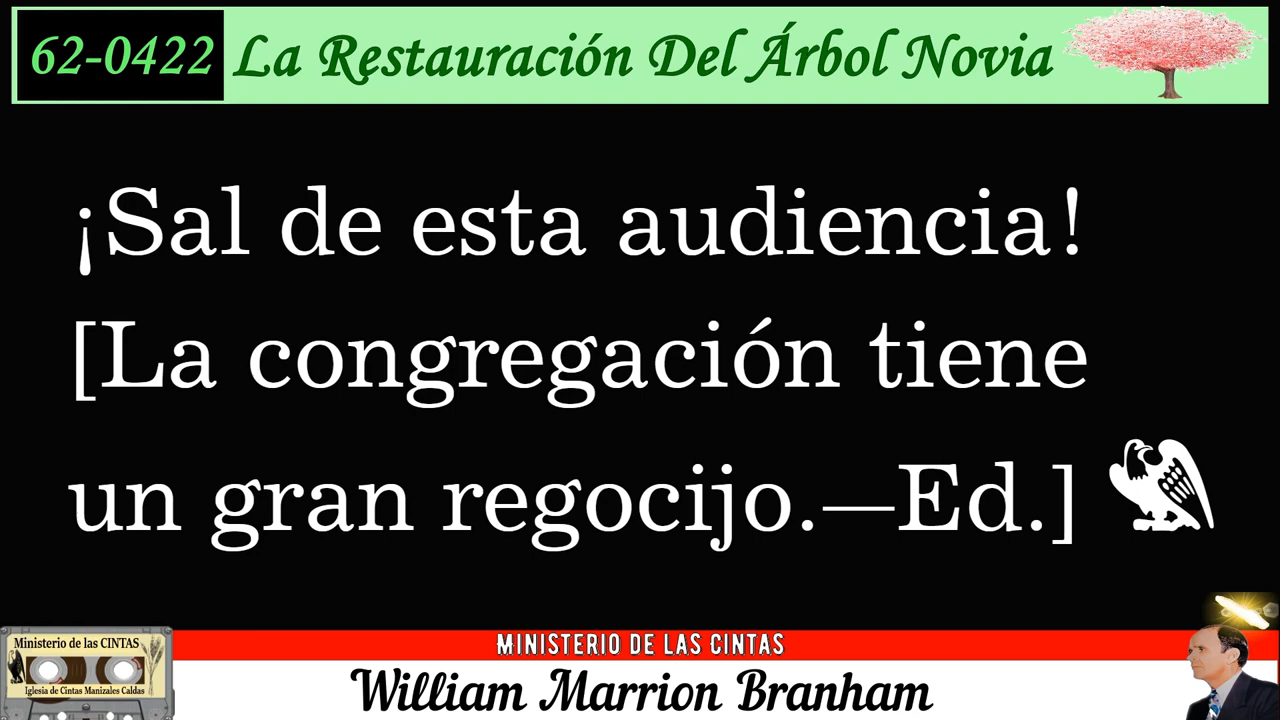 62-0422 La Restauración Del Árbol Novia
¡Sal de esta audiencia!
[La congregación tiene
un gran regocijo.—Ed.]
MINISTERIO DE LAS CINTAS
William Marrion Branham
Ministerio de las CINTAS
Iglesia de Cintas Manizales Caldas